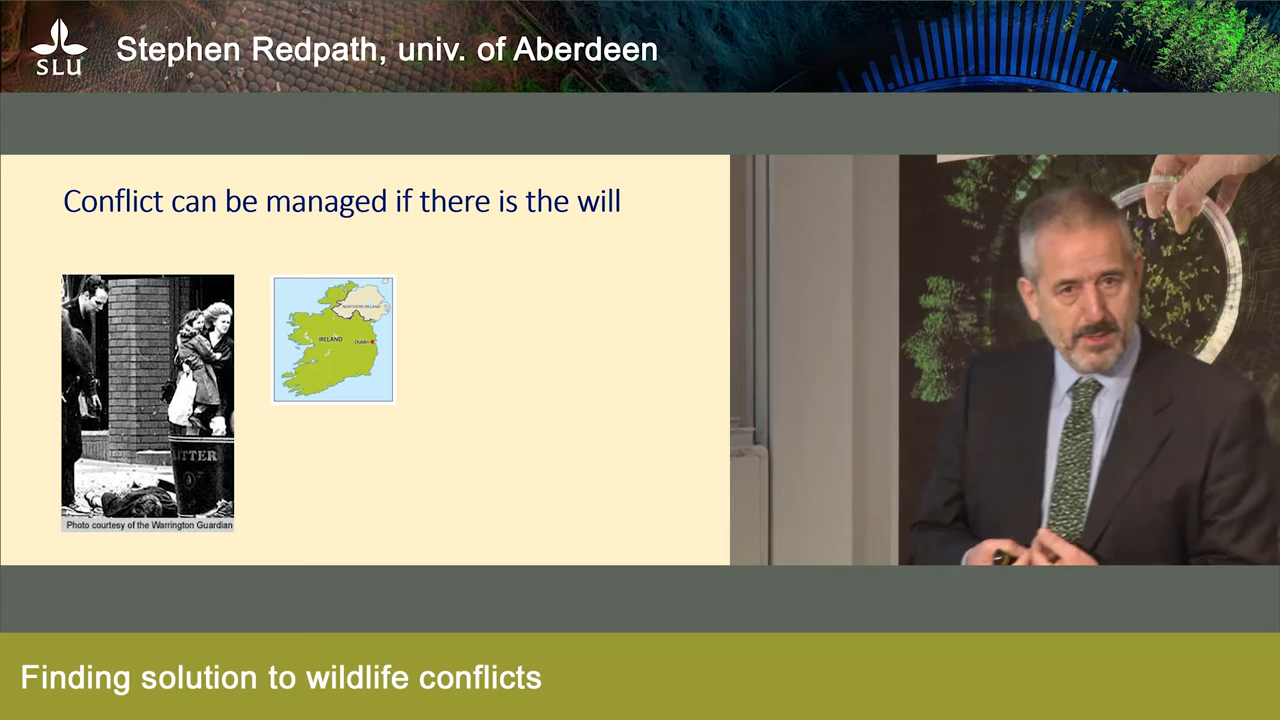 SLU
Stephen Redpath, univ. of Aberdeen
Conflict can be managed if there is the will
NORTHERN IRELAND
IRELAND
Dublin
LITTER
Photo courtesy of the Warrington Guardian
Finding solution to wildlife conflicts